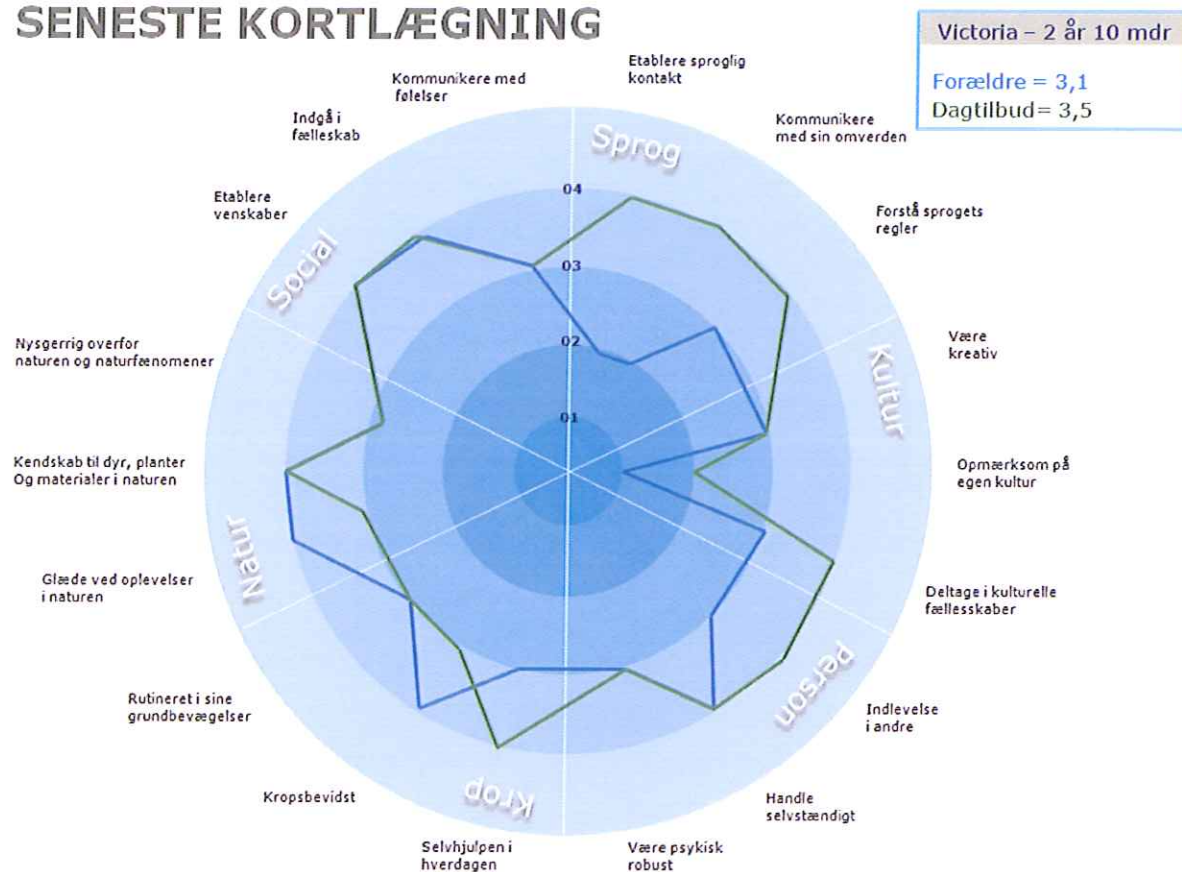 SENESTE KORTLÆGNING
Victoria – 2 år 10 mdr
Forældre = 3,1
Dagtilbud= 3,5
Etablere sproglig
kontakt
Kommunikere
med sin omverden
Forstå sprogets
regler
Være
kreativ
Opmærksom på
egen kultur
Deltage i kulturelle
fællesskaber
Indlevelse
i andre
Handle
selvstændigt
Være psykisk
robust
Selvhjulpen i
hverdagen
Kropsbevidst
Rutineret i sine
grundbevægelser
Glæde ved oplevelser
i naturen
Kendskab til dyr, planter
Og materialer i naturen
Nysgerrig overfor
naturen og naturfænomener
Etablere
venskaber
Indgå i
fælleskab
Kommunikere med
følelser
Sprog
Kultur
Person
Krop
Natur
Social
04
03
02
01